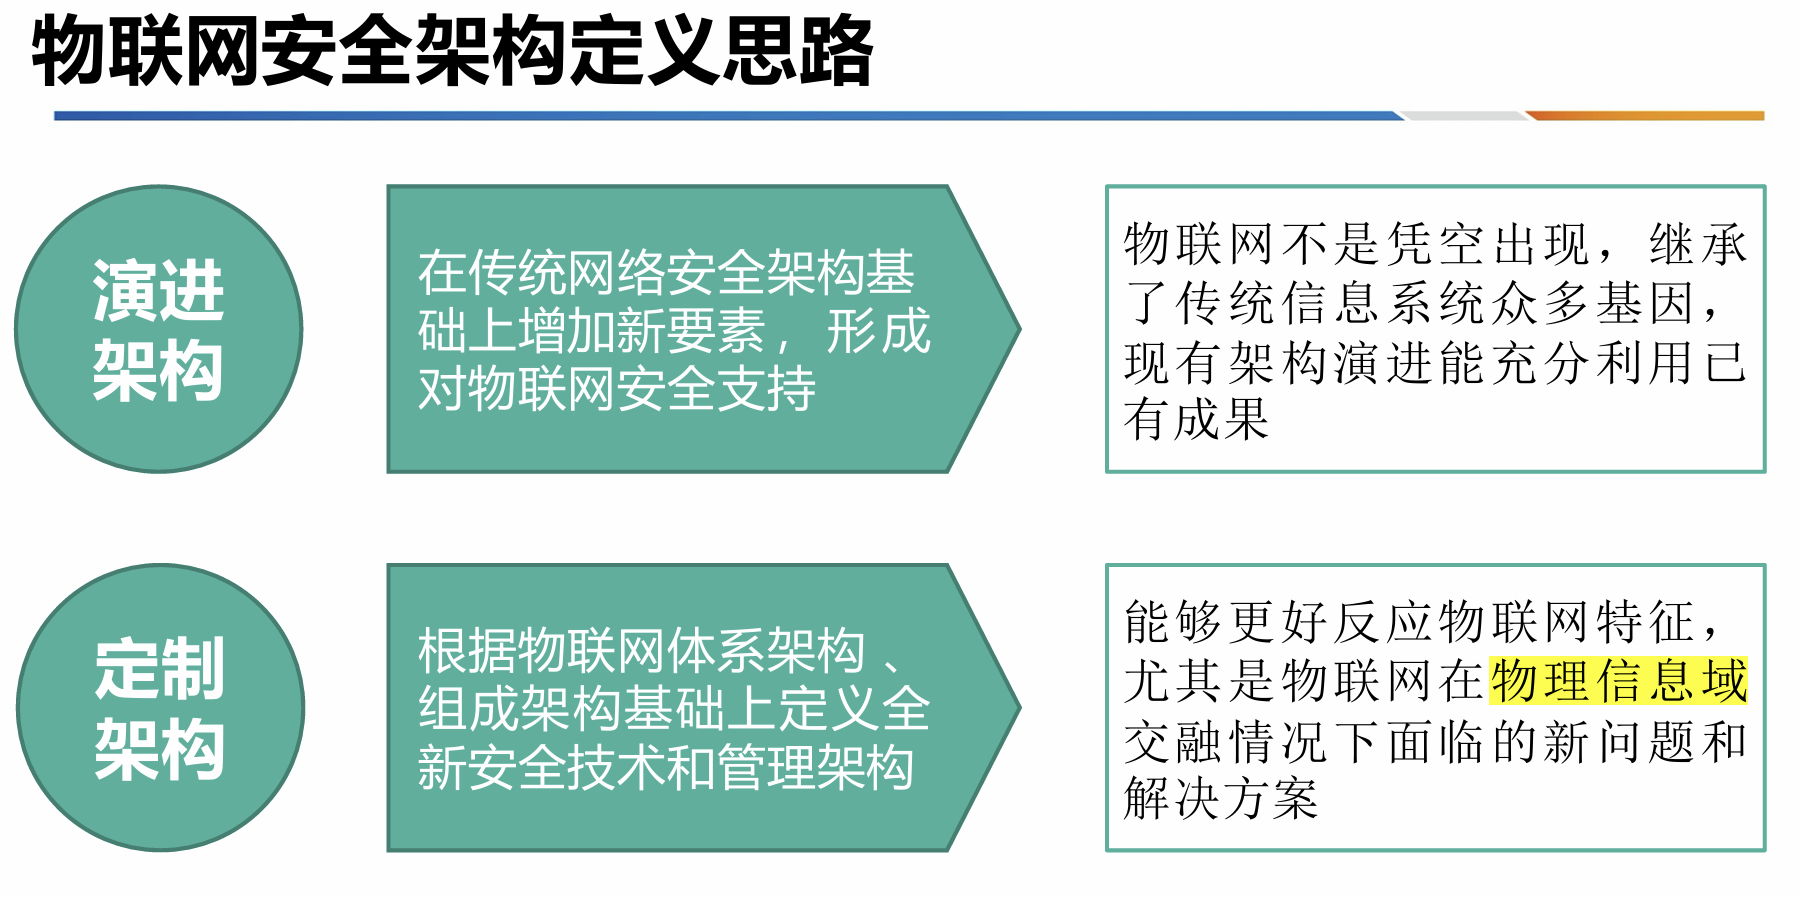 物联网安全架构定义思路
演进
架构
在传统网络安全架构基
础上增加新要素，形成
对物联网安全支持
物联网不是凭空出现，继承
了传统信息系统众多基因，
现有架构演进能充分利用已
有成果
定制
架构
根据物联网体系架构、
组成架构基础上定义全
新安全技术和管理架构
能够更好反应物联网特征，
尤其是物联网在物理信息域
交融情况下面临的新问题和
解决方案